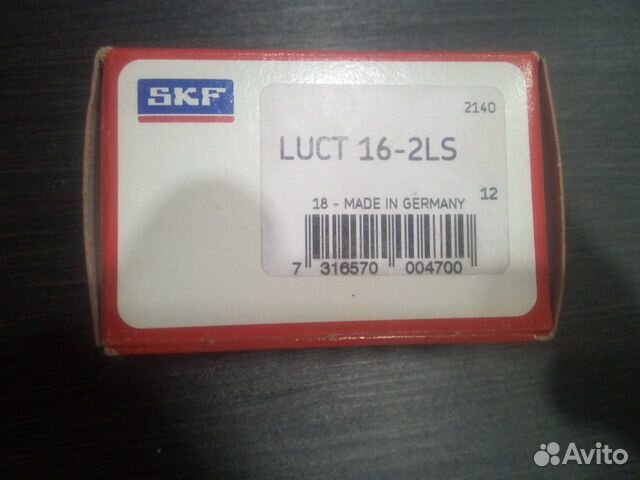 SKF
2140
LUCT 16-2LS
12
18 - MADE IN GERMANY
7 316570 004700
Avito